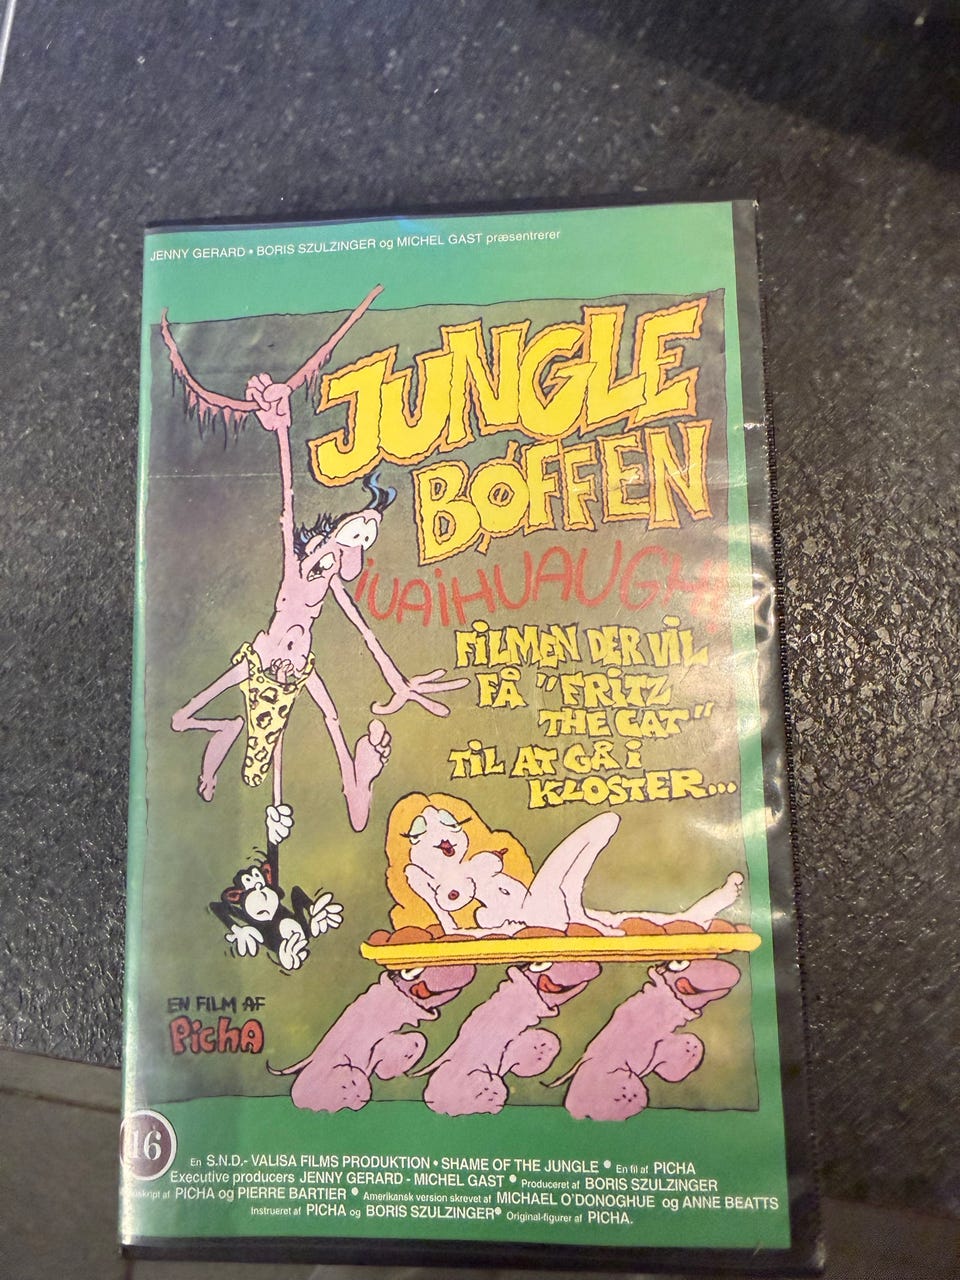 JENNY GERARD • BORIS SZULZINGER og MICHEL GAST præsentrerer
JUNGLE
BØFFEN
iUAiHUAUGH!
FiLMEN DER ViL
FÅ "FRiTZ
THE CAT"
TiL AT GÅ i
KLOSTER...
EN FILM AF
PichA
16
En S.N.D.- VALISA FILMS PRODUKTION • SHAME OF THE JUNGLE • En fil af PICHA
Executive producers JENNY GERARD - MICHEL GAST • Produceret af BORIS SZULZINGER
af PICHA og PIERRE BARTIER • Amerikansk version skrevet af MICHAEL O'DONOGHUE og ANNE BEATTS
Instrueret af PICHA og BORIS SZULZINGER • Original-figurer af PICHA.